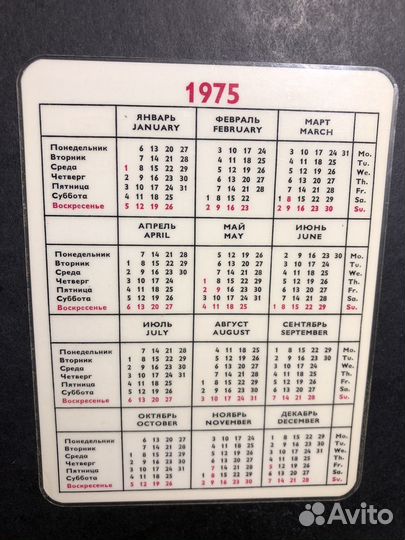 1975
ЯНВАРЬ ФЕВРАЛЬ МАРТ
JANUARY FEBRUARY MARCH
Понедельник 6 13 20 27 3 10 17 24 3 10 17 24 31 Mo.
Вторник 7 14 21 28 4 11 18 25 4 11 18 25 Tu.
Среда 1 8 15 22 29 5 12 19 26 5 12 19 26 We.
Четверг 2 9 16 23 30 6 13 20 27 6 13 20 27 Th.
Пятница 3 10 17 24 31 7 14 21 28 7 14 21 28 Fr.
Суббота 4 11 18 25 1 8 15 22 1 8 15 22 29 Sa.
Воскресенье 5 12 19 26 2 9 16 23 2 9 16 23 30 Su.
АПРЕЛЬ МАЙ ИЮНЬ
APRIL MAY JUNE
Понедельник 7 14 21 28 5 12 19 26 2 9 16 23 30 Mo.
Вторник 1 8 15 22 29 6 13 20 27 3 10 17 24 Tu.
Среда 2 9 16 23 30 7 14 21 28 4 11 18 25 We.
Четверг 3 10 17 24 1 8 15 22 29 5 12 19 26 Th.
Пятница 4 11 18 25 2 9 16 23 30 6 13 20 27 Fr.
Суббота 5 12 19 26 3 10 17 24 31 7 14 21 28 Sa.
Воскресенье 6 13 20 27 4 11 18 25 1 8 15 22 29 Su.
ИЮЛЬ АВГУСТ СЕНТЯБРЬ
JULY AUGUST SEPTEMBER
Понедельник 7 14 21 28 4 11 18 25 1 8 15 22 29 Mo.
Вторник 1 8 15 22 29 5 12 19 26 2 9 16 23 30 Tu.
Среда 2 9 16 23 30 6 13 20 27 3 10 17 24 We.
Четверг 3 10 17 24 31 7 14 21 28 4 11 18 25 Th.
Пятница 4 11 18 25 1 8 15 22 29 5 12 19 26 Fr.
Суббота 5 12 19 26 2 9 16 23 30 6 13 20 27 Sa.
Воскресенье 6 13 20 27 3 10 17 24 31 7 14 21 28 Su.
ОКТЯБРЬ НОЯБРЬ ДЕКАБРЬ
OCTOBER NOVEMBER DECEMBER
Понедельник 6 13 20 27 3 10 17 24 1 8 15 22 29 Mo.
Вторник 7 14 21 28 4 11 18 25 2 9 16 23 30 Tu.
Среда 1 8 15 22 29 5 12 19 26 3 10 17 24 31 We.
Четверг 2 9 16 23 30 6 13 20 27 4 11 18 25 Th.
Пятница 3 10 17 24 31 7 14 21 28 5 12 19 26 Fr.
Суббота 4 11 18 25 1 8 15 22 29 6 13 20 27 Sa.
Воскресенье 5 12 19 26 2 9 16 23 30 7 14 21 28 Su.
Avito